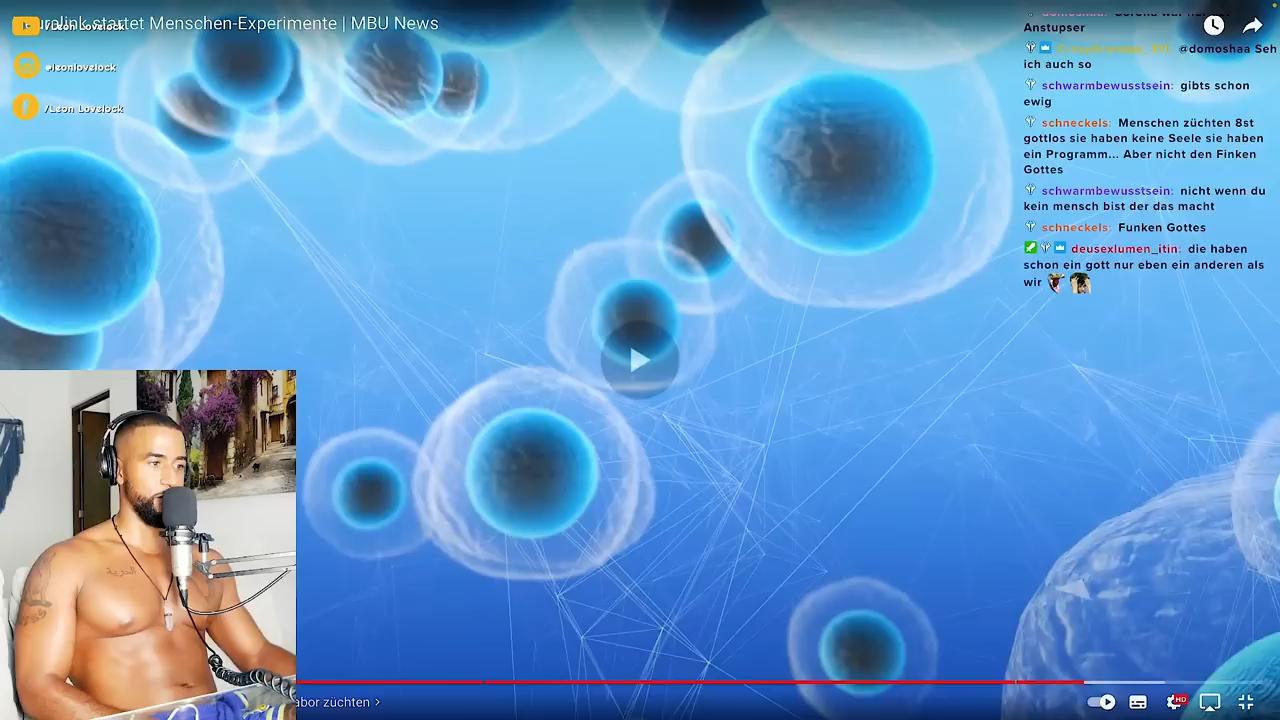 startet Menschen-Experimente | MBU News
/Leon Lovelock
@leonlovelock
/Leon Lovelock
Anstupser
@domoshaa Seh
ich auch so
schwarmbewusstsein: gibts schon
ewig
schneckels: Menschen züchten 8st
gottlos sie haben keine Seele sie haben
ein Programm... Aber nicht den Finken
Gottes
schwarmbewusstsein: nicht wenn du
kein mensch bist der das macht
schneckels: Funken Gottes
deusexlumen_itin: die haben
schon ein gott nur eben ein anderen als
wir
abor züchten >
HD